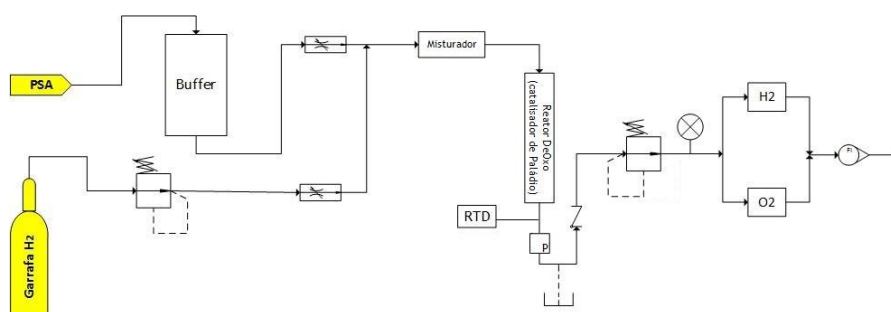 PSA
Buffer
Misturador
Reator DeOxo
(catalisador de Paládio)
H2
FI
O2
RTD
P
Garrafa H2